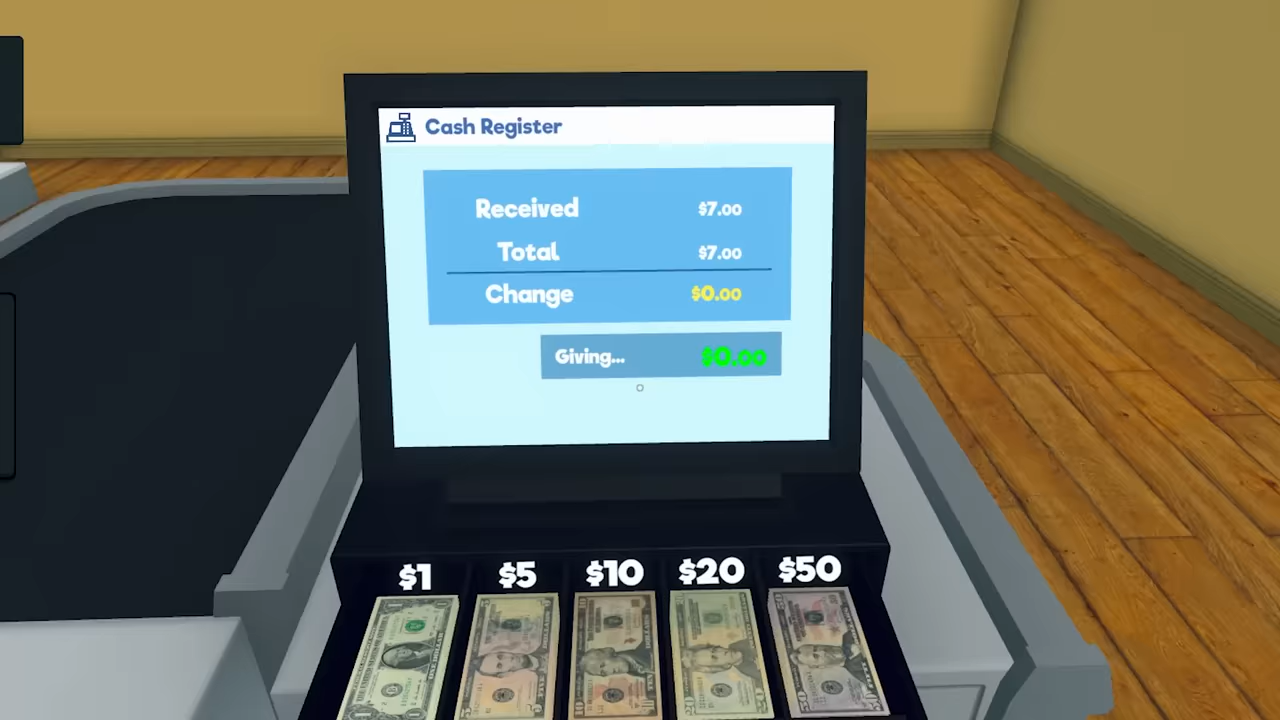 Cash Register
Received $7.00
Total $7.00
Change $0.00
Giving... $0.00
$1 $5 $10 $20 $50